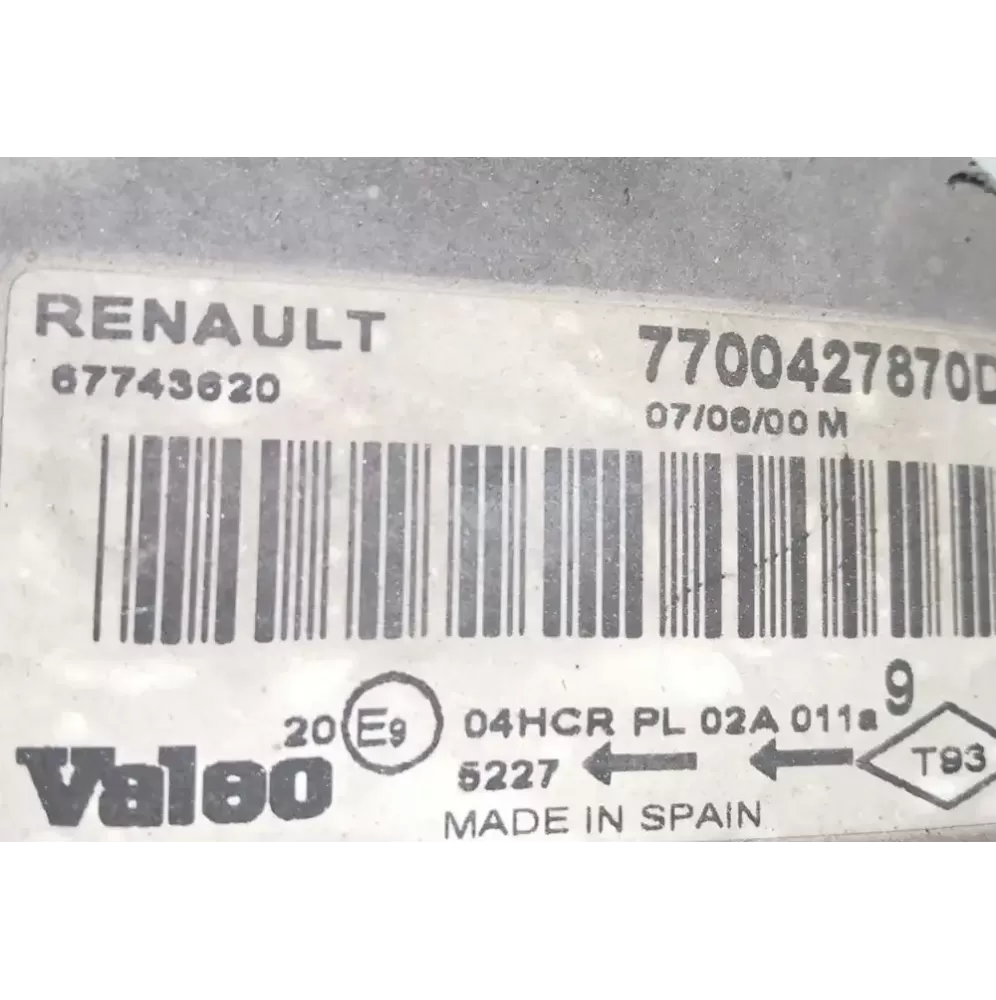 RENAULT
7700427870D
67743620
07/06/00 M
20 E9 04HCR PL 02A 011a 9
Valeo
5227
T93
MADE IN SPAIN